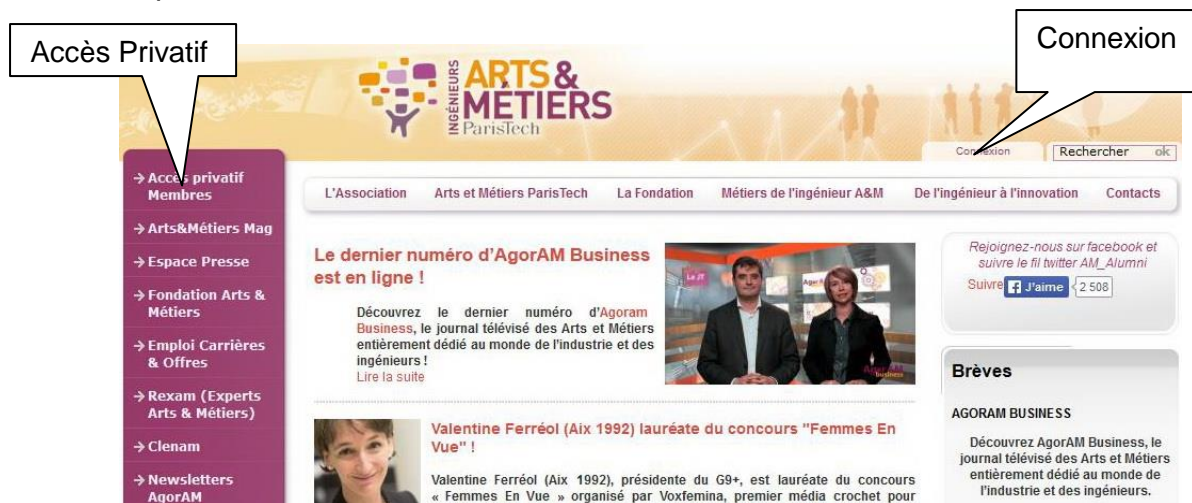 Accès Privatif
Connexion
INGÉNIEURS
ARTS &
MÉTIERS
ParisTech
Connexion
Rechercher ok
→ Accès privatif
Membres
→ Arts&Métiers Mag
→ Espace Presse
→ Fondation Arts &
Métiers
→ Emploi Carrières
& Offres
→ Rexam (Experts
Arts & Métiers)
→ Clenam
→ Newsletters
AgorAM
L'Association Arts et Métiers ParisTech La Fondation Métiers de l'ingénieur A&M De l'ingénieur à l'innovation Contacts
Le dernier numéro d'AgorAM Business
est en ligne !
Découvrez le dernier numéro d'Agoram
Business, le journal télévisé des Arts et Métiers
entièrement dédié au monde de l'industrie et des
ingénieurs !
Lire la suite
Le JT
AgorAM
business
Valentine Ferréol (Aix 1992) lauréate du concours "Femmes En
Vue" !
Valentine Ferréol (Aix 1992), présidente du G9+, est lauréate du concours
« Femmes En Vue » organisé par Voxfemina, premier média crochet pour
Rejoignez-nous sur facebook et
suivre le fil twitter AM_Alumni
Suivre J'aime 2 508
Brèves
AGORAM BUSINESS
Découvrez AgorAM Business, le
journal télévisé des Arts et Métiers
entièrement dédié au monde de
l'industrie et des ingénieurs.